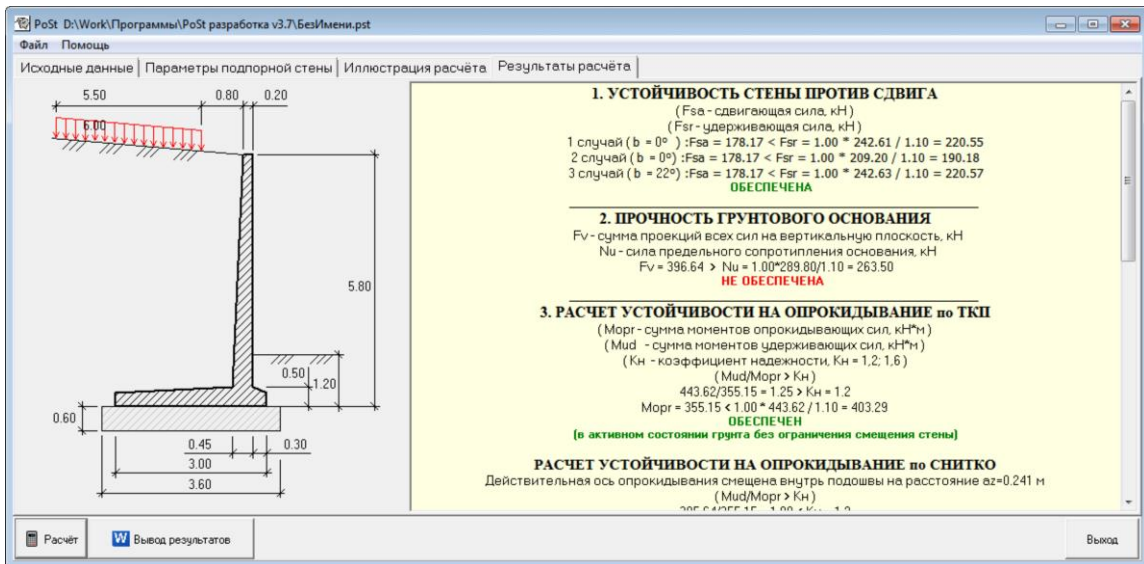 PoSt D:\Work\Программы\PoSt разработка v3.7\БезИмени.pst
Файл Помощь
Исходные данные Параметры подпорной стены Иллюстрация расчёта Результаты расчёта
5.50 0.80 0.20
6.00
5.80
0.50
1.20
0.60
0.45 0.30
3.00
3.60
1. УСТОЙЧИВОСТЬ СТЕНЫ ПРОТИВ СДВИГА
( Fsa - сдвигающая сила, кН )
( Fsr - удерживающая сила, кН )
1 случай ( b = 0º ) :Fsa = 178.17 < Fsr = 1.00 * 242.61 / 1.10 = 220.55
2 случай ( b = 0º) :Fsa = 178.17 < Fsr = 1.00 * 209.20 / 1.10 = 190.18
3 случай ( b = 22º) :Fsa = 178.17 < Fsr = 1.00 * 242.63 / 1.10 = 220.57
ОБЕСПЕЧЕНА
2. ПРОЧНОСТЬ ГРУНТОВОГО ОСНОВАНИЯ
Fv - сумма проекций всех сил на вертикальную плоскость, кН
Nu - сила предельного сопротипления основания, кН
Fv = 396.64 > Nu = 1.00*289.80/1.10 = 263.50
НЕ ОБЕСПЕЧЕНА
3. РАСЧЕТ УСТОЙЧИВОСТИ НА ОПРОКИДЫВАНИЕ по ТКП
( Mopr - сумма моментов опрокидывающих сил, кН*м )
( Mud - сумма моментов удерживающих сил, кН*м )
( Кн - коэффициент надежности, Кн = 1,2; 1,6 )
( Mud/Mopr > Кн )
443.62/355.15 = 1.25 > Кн = 1.2
Mopr = 355.15 < 1.00 * 443.62 / 1.10 = 403.29
ОБЕСПЕЧЕН
(в активном состоянии грунта без ограничения смещения стены)
РАСЧЕТ УСТОЙЧИВОСТИ НА ОПРОКИДЫВАНИЕ по СНИТКО
Действительная ось опрокидывания смещена внутрь подошвы на расстояние az=0.241 м
( Mud/Mopr > Кн )
Расчёт Вывод результатов Выход